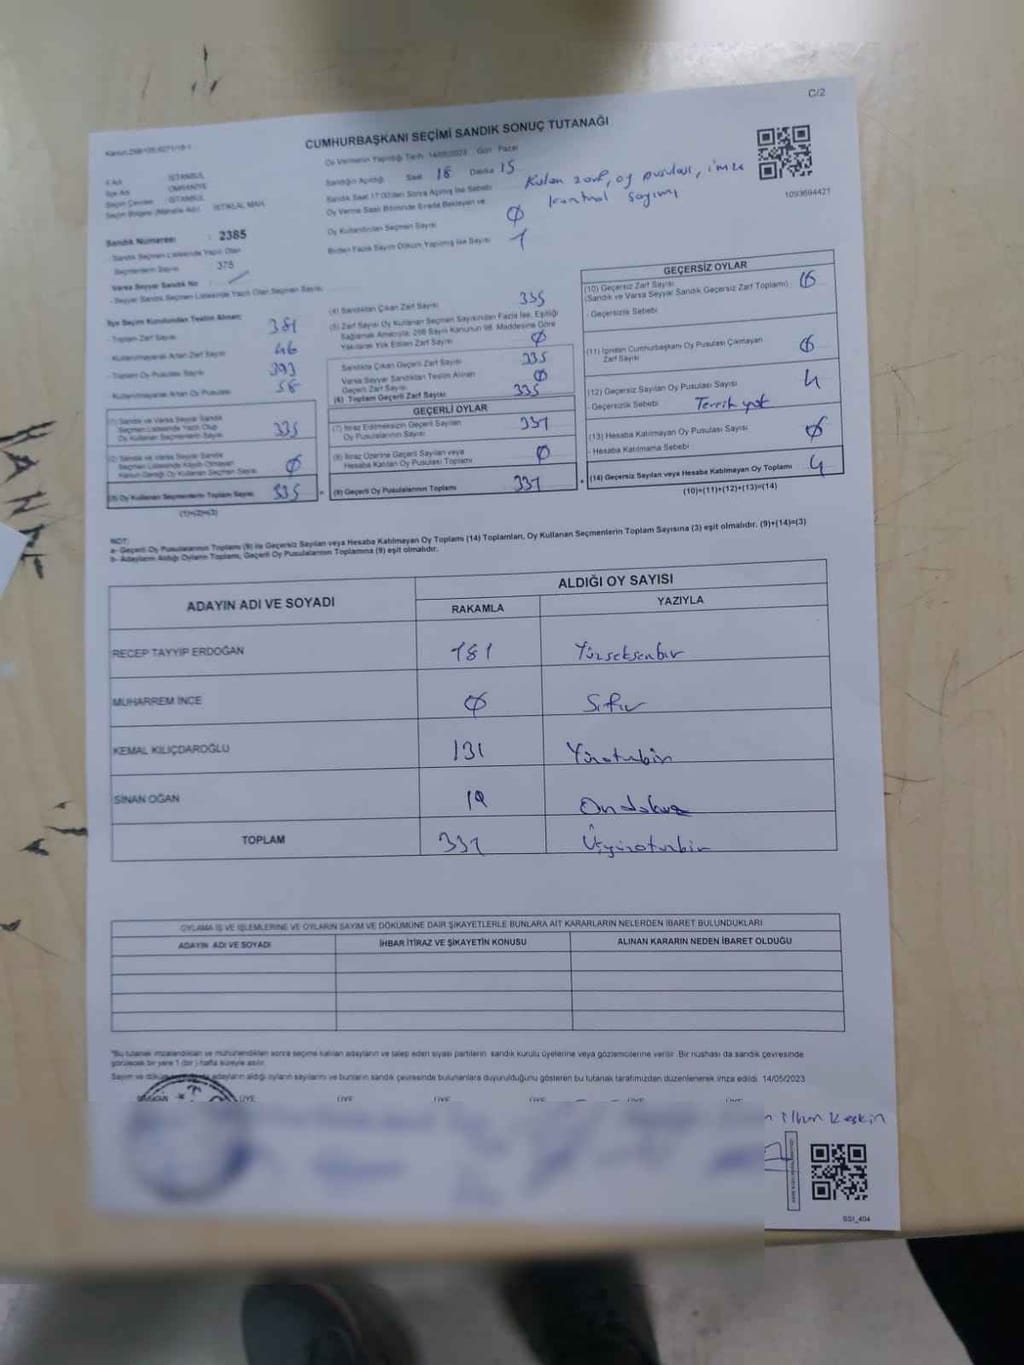 C/2
CUMHURBAŞKANI SEÇİMİ SANDIK SONUÇ TUTANAĞI
Oy Vermenin Yapıldığı Tarih: 14/05/2023 Gün: Pazar
1093694421
İl Adı : İSTANBUL
İlçe Adı : ÜMRANİYE
Seçim Çevresi : İSTANBUL
Seçim Bölgesi (Mahalle Adı) : İSTİKLAL MAH.
Sandığın Açıldığı Saat 18 Dakika 15
Sandık Saat 17:00'den Sonra Açılmış İse Sebebi Kulan zarf, oy pusulası, imza kontrol sayımı
Oy Verme Saati Bitiminde Sırada Bekleyen ve
Oy Kullandırılan Seçmen Sayısı Ø
Birden Fazla Sayım Döküm Yapılmış İse Sayısı 1
Sandık Numarası : 2385
Sandık Seçmen Listesinde Yazılı Olan
Seçmenlerin Sayısı : 375
Varsa Seyyar Sandık No :
Seyyar Sandık Seçmen Listesinde Yazılı Olan Seçmen Sayısı :
İlçe Seçim Kurulundan Teslim Alınan;
Toplam Zarf Sayısı 381
Kullanılmayarak Artan Zarf Sayısı 46
Toplam Oy Pusulası Sayısı 393
Kullanılmayarak Artan Oy Pusulası 58
(1) Sandık ve Varsa Seyyar Sandık
Seçmen Listesinde Yazılı Olup
Oy Kullanan Seçmenlerin Sayısı 335
(2) Sandık ve Varsa Seyyar Sandık
Seçmen Listesinde Kayıtlı Olmayan
Kanun Gereği Oy Kullanan Seçmen Sayısı Ø
(3) Oy Kullanan Seçmenlerin Toplam Sayısı 335
(1)+(2)=(3)
(4) Sandıktan Çıkan Zarf Sayısı 335
(5) Zarf Sayısı Oy Kullanan Seçmen Sayısından Fazla İse, Eşitliği
Sağlamak Amacıyla; 298 Sayılı Kanunun 98. Maddesine Göre
Yakılarak Yok Edilen Zarf Sayısı Ø
Sandıkta Çıkan Geçerli Zarf Sayısı 335
Varsa Seyyar Sandıktan Teslim Alınan
Geçerli Zarf Sayısı Ø
(6) Toplam Geçerli Zarf Sayısı 335
GEÇERLİ OYLAR
(7) İtiraz Edilmeksizin Geçerli Sayılan
Oy Pusulalarının Sayısı 331
(8) İtiraz Üzerine Geçerli Sayılan veya
Hesaba Katılan Oy Pusulası Toplamı Ø
(9) Geçerli Oy Pusulalarının Toplamı 331
GEÇERSİZ OYLAR
(10) Geçersiz Zarf Sayısı
(Sandık ve Varsa Seyyar Sandık Geçersiz Zarf Toplamı) Ø
- Geçersizlik Sebebi:
(11) İçinden Cumhurbaşkanı Oy Pusulası Çıkmayan
Zarf Sayısı Ø
(12) Geçersiz Sayılan Oy Pusulası Sayısı 4
- Geçersizlik Sebebi Tercih yok
(13) Hesaba Katılmayan Oy Pusulası Sayısı Ø
- Hesaba Katılmama Sebebi
(14) Geçersiz Sayılan veya Hesaba Katılmayan Oy Toplamı 4
(10)+(11)+(12)+(13)=(14)
NOT:
a- Geçerli Oy Pusulalarının Toplamı (9) ile Geçersiz Sayılan veya Hesaba Katılmayan Oy Toplamı (14) Toplamları, Oy Kullanan Seçmenlerin Toplam Sayısına (3) eşit olmalıdır. (9)+(14)=(3)
b- Adayların Aldığı Oyların Toplamı, Geçerli Oy Pusulalarının Toplamına (9) eşit olmalıdır.
ADAYIN ADI VE SOYADI ALDIĞI OY SAYISI
RAKAMLA YAZIYLA
RECEP TAYYİP ERDOĞAN 181 Yüzseksenbir
MUHARREM İNCE Ø Sıfır
KEMAL KILIÇDAROĞLU 131 Yüzotuzbir
SİNAN OĞAN 19 Ondokuz
TOPLAM 331 Üçyüzotuzbir
OYLAMA İŞ VE İŞLEMLERİNE VE OYLARIN SAYIM VE DÖKÜMÜNE DAİR ŞİKAYETLERLE BUNLARA AİT KARARLARIN NELERDEN İBARET BULUNDUKLARI
ADAYIN ADI VE SOYADI İHBAR İTİRAZ VE ŞİKAYETİN KONUSU ALINAN KARARIN NEDEN İBARET OLDUĞU
*Bu tutanak imzalandıktan ve mühürlendikten sonra seçime katılan adayların ve talep eden siyasi partilerin sandık kurulu üyelerine veya gözlemcilerine verilir. Bir nüshası da sandık çevresinde
görülecek bir yere 1 (bir) hafta süreyle asılır.
adayların aldığı oyların sayılarını ve bunların sandık çevresinde bulunanlara duyurulduğunu gösteren bu tutanak tarafımızdan düzenlenerek imza edildi. 14/05/2023
BAŞKAN ÜYE ÜYE ÜYE ÜYE ÜYE ÜYE
İlhan Keskin
SSI_404